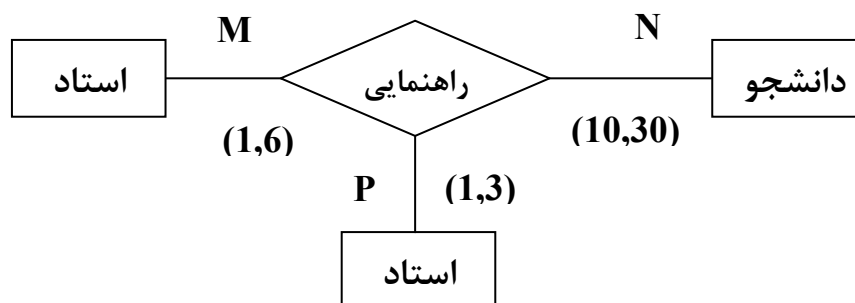 M
N
استاد
راهنمایی
دانشجو
(1,6)
(10,30)
P
(1,3)
استاد